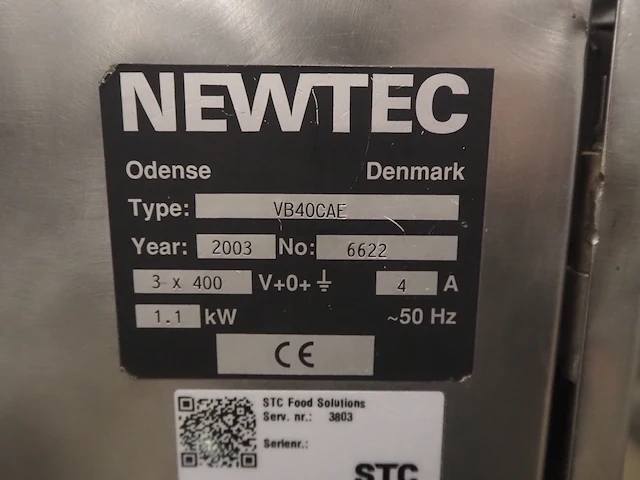 NEWTEC
Odense Denmark
Type: VB40CAE
Year: 2003 No: 6622
3 x 400 V+0+⏚ 4 A
1.1 kW ~50 Hz
CE
STC Food Solutions
Serv. nr.: 3803
Serienr.:
STC